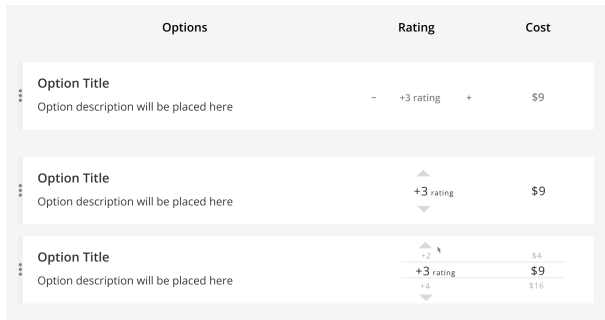 Options Rating Cost
Option Title
Option description will be placed here
− +3 rating + $9
Option Title
Option description will be placed here
+3 rating $9
Option Title
Option description will be placed here
+2 $4
+3 rating $9
+4 $16